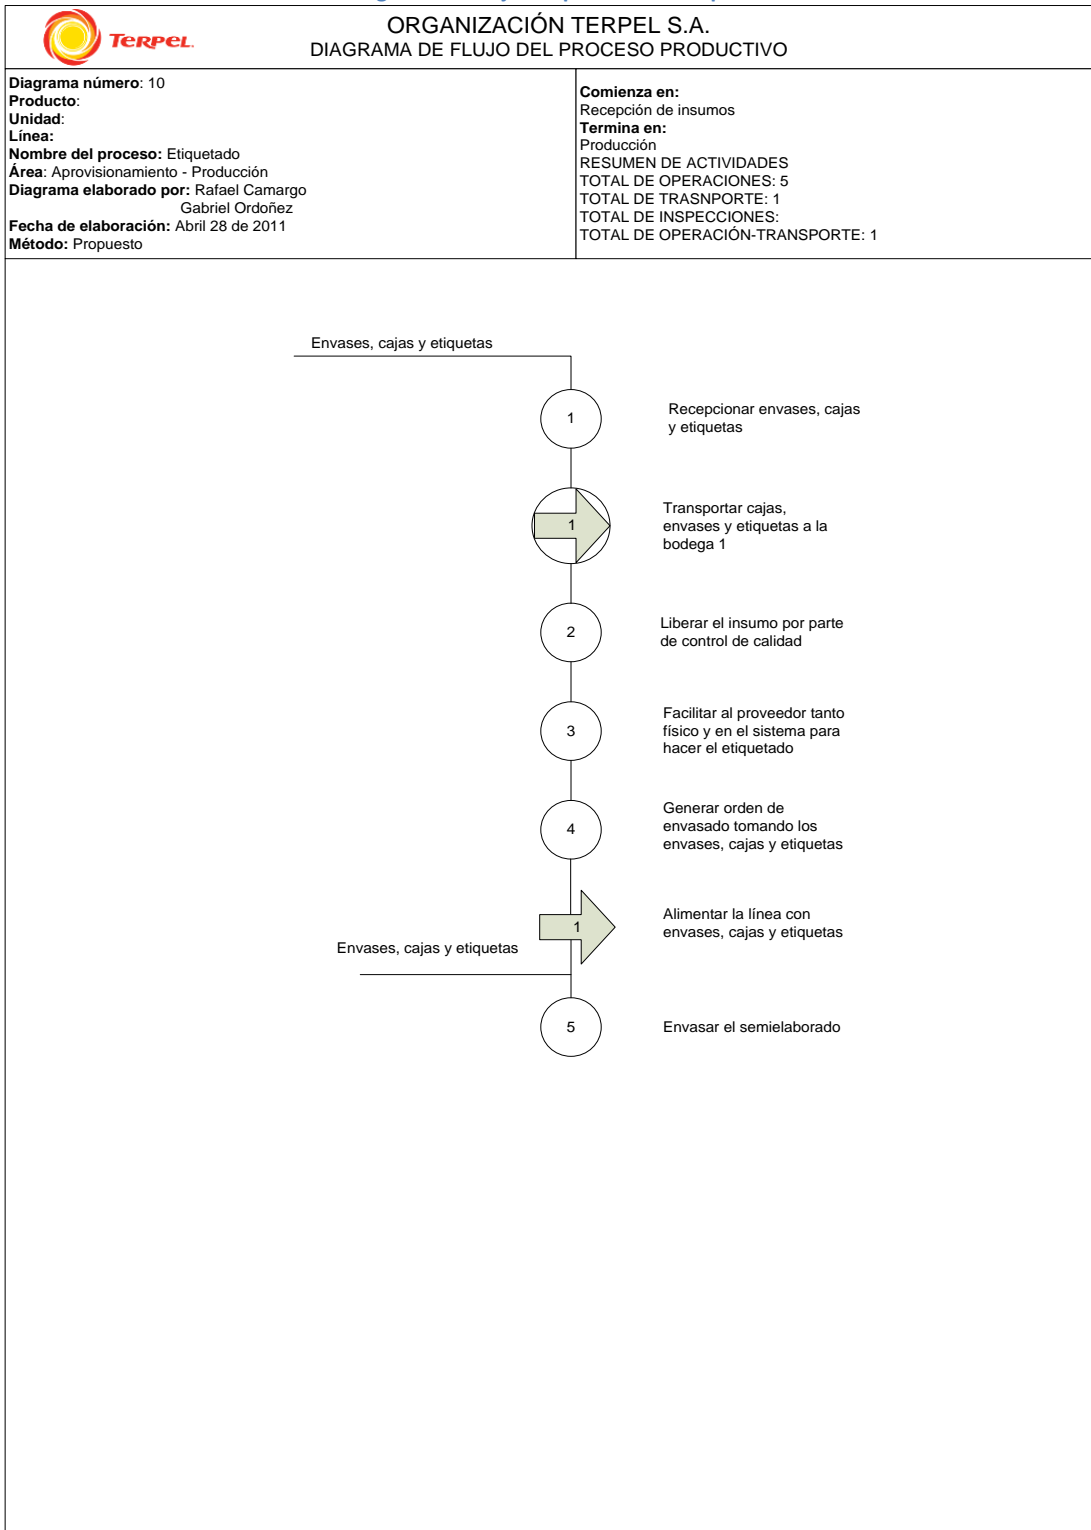 TERPEL.
ORGANIZACIÓN TERPEL S.A.
DIAGRAMA DE FLUJO DEL PROCESO PRODUCTIVO
Diagrama número: 10
Producto:
Unidad:
Línea:
Nombre del proceso: Etiquetado
Área: Aprovisionamiento - Producción
Diagrama elaborado por: Rafael Camargo
Gabriel Ordoñez
Fecha de elaboración: Abril 28 de 2011
Método: Propuesto
Comienza en:
Recepción de insumos
Termina en:
Producción
RESUMEN DE ACTIVIDADES
TOTAL DE OPERACIONES: 5
TOTAL DE TRASNPORTE: 1
TOTAL DE INSPECCIONES:
TOTAL DE OPERACIÓN-TRANSPORTE: 1
Envases, cajas y etiquetas
1
Recepcionar envases, cajas
y etiquetas
1
Transportar cajas,
envases y etiquetas a la
bodega 1
2
Liberar el insumo por parte
de control de calidad
3
Facilitar al proveedor tanto
físico y en el sistema para
hacer el etiquetado
4
Generar orden de
envasado tomando los
envases, cajas y etiquetas
1
Alimentar la línea con
envases, cajas y etiquetas
Envases, cajas y etiquetas
5
Envasar el semielaborado